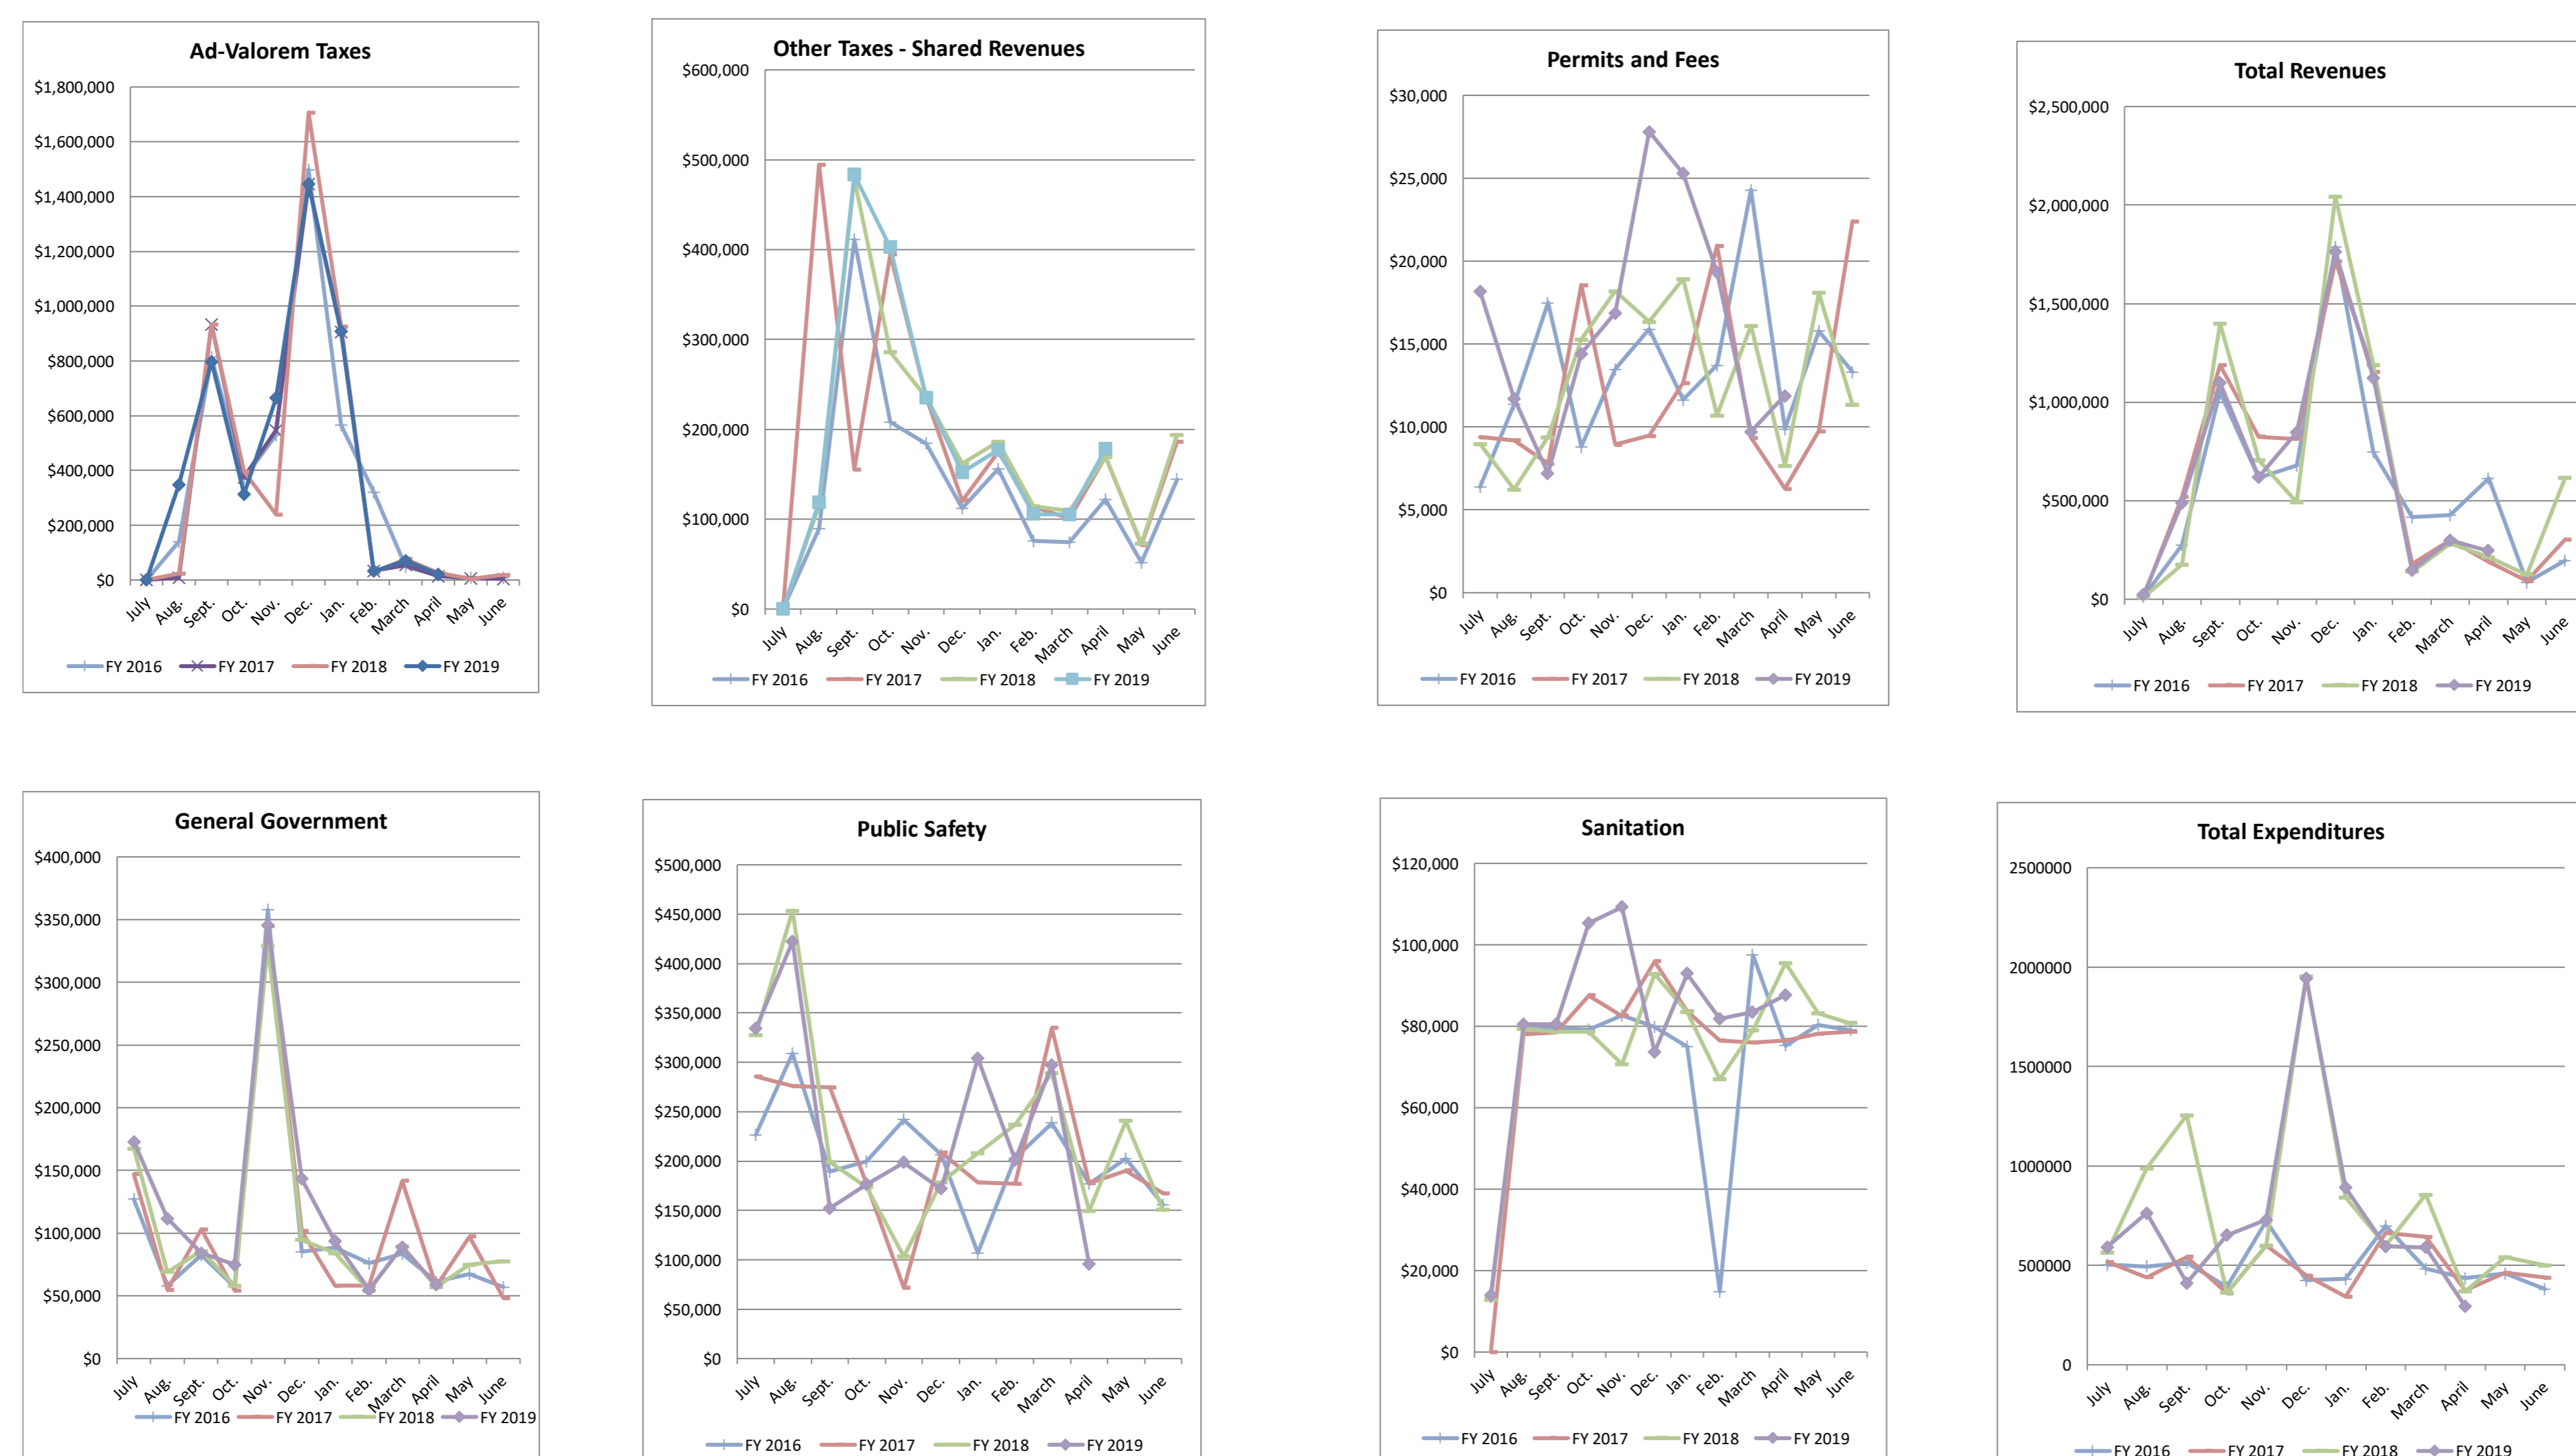 Ad-Valorem Taxes
$1,800,000
$1,600,000
$1,400,000
$1,200,000
$1,000,000
$800,000
$600,000
$400,000
$200,000
$0
July Aug. Sept. Oct. Nov. Dec. Jan. Feb. March April May June
FY 2016 FY 2017 FY 2018 FY 2019
Other Taxes - Shared Revenues
$600,000
$500,000
$400,000
$300,000
$200,000
$100,000
$0
July Aug. Sept. Oct. Nov. Dec. Jan. Feb. March April May June
FY 2016 FY 2017 FY 2018 FY 2019
Permits and Fees
$30,000
$25,000
$20,000
$15,000
$10,000
$5,000
$0
July Aug. Sept. Oct. Nov. Dec. Jan. Feb. March April May June
FY 2016 FY 2017 FY 2018 FY 2019
Total Revenues
$2,500,000
$2,000,000
$1,500,000
$1,000,000
$500,000
$0
July Aug. Sept. Oct. Nov. Dec. Jan. Feb. March April May June
FY 2016 FY 2017 FY 2018 FY 2019
General Government
$400,000
$350,000
$300,000
$250,000
$200,000
$150,000
$100,000
$50,000
$0
July Aug. Sept. Oct. Nov. Dec. Jan. Feb. March April May June
FY 2016 FY 2017 FY 2018 FY 2019
Public Safety
$500,000
$450,000
$400,000
$350,000
$300,000
$250,000
$200,000
$150,000
$100,000
$50,000
$0
July Aug. Sept. Oct. Nov. Dec. Jan. Feb. March April May June
FY 2016 FY 2017 FY 2018 FY 2019
Sanitation
$120,000
$100,000
$80,000
$60,000
$40,000
$20,000
$0
July Aug. Sept. Oct. Nov. Dec. Jan. Feb. March April May June
FY 2016 FY 2017 FY 2018 FY 2019
Total Expenditures
2500000
2000000
1500000
1000000
500000
0
July Aug. Sept. Oct. Nov. Dec. Jan. Feb. March April May June
FY 2016 FY 2017 FY 2018 FY 2019